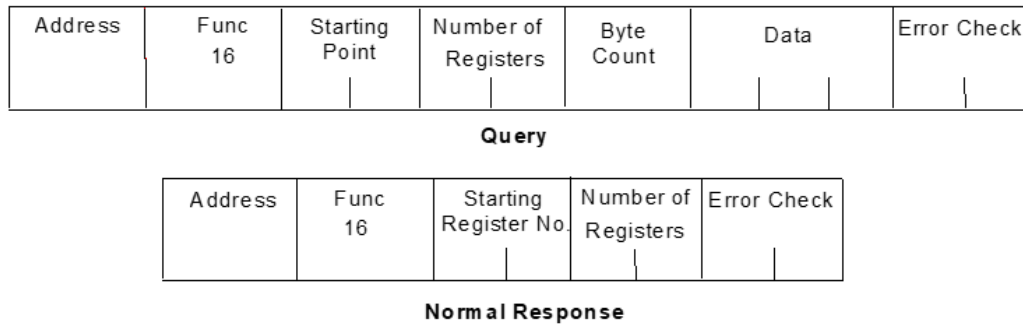 Address
Func
16
Starting
Point
Number of
Registers
Byte
Count
Data
Error Check
Query
Address
Func
16
Starting
Register No.
Number of
Registers
Error Check
Normal Response